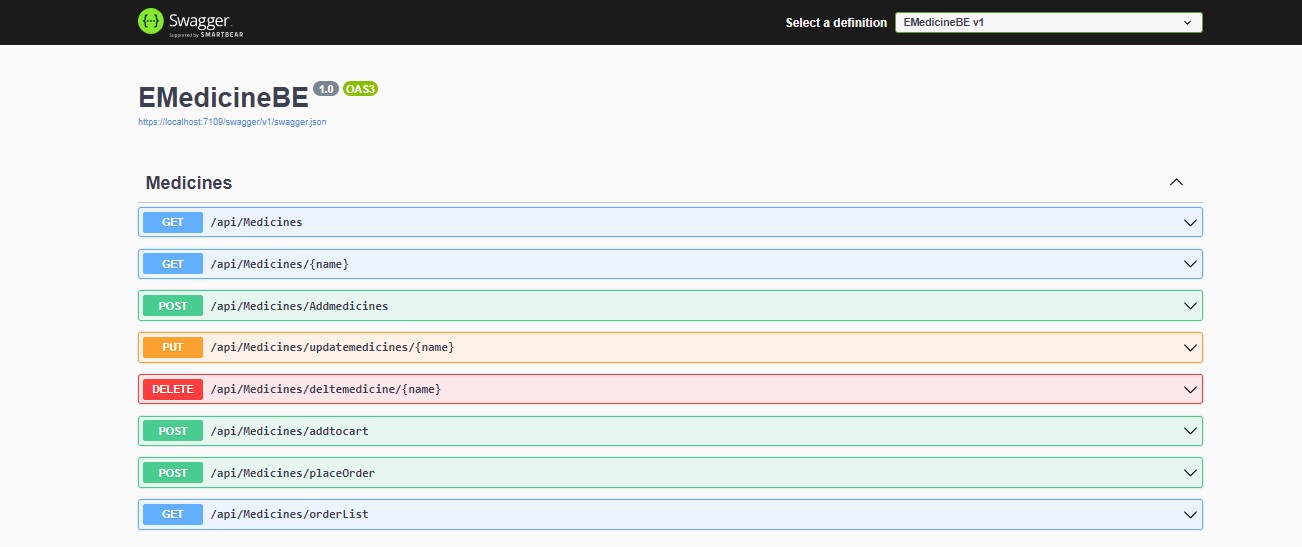 Swagger.
Supported by SMARTBEAR
Select a definition
EMedicineBE v1
EMedicineBE 1.0 OAS3
https://localhost:7109/swagger/v1/swagger.json
Medicines
GET /api/Medicines
GET /api/Medicines/{name}
POST /api/Medicines/Addmedicines
PUT /api/Medicines/updatemedicines/{name}
DELETE /api/Medicines/deltemedicine/{name}
POST /api/Medicines/addtocart
POST /api/Medicines/placeOrder
GET /api/Medicines/orderList